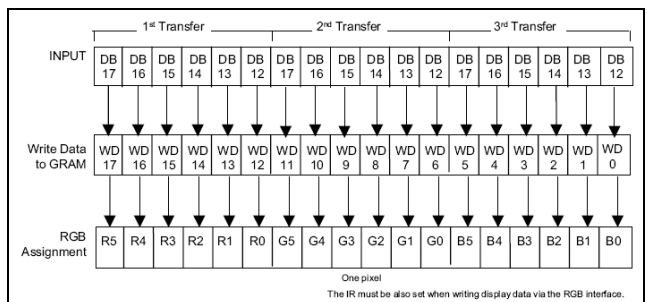 1st Transfer 2nd Transfer 3rd Transfer
INPUT DB 17 DB 16 DB 15 DB 14 DB 13 DB 12 DB 17 DB 16 DB 15 DB 14 DB 13 DB 12 DB 17 DB 16 DB 15 DB 14 DB 13 DB 12
Write Data to GRAM WD 17 WD 16 WD 15 WD 14 WD 13 WD 12 WD 11 WD 10 WD 9 WD 8 WD 7 WD 6 WD 5 WD 4 WD 3 WD 2 WD 1 WD 0
RGB Assignment R5 R4 R3 R2 R1 R0 G5 G4 G3 G2 G1 G0 B5 B4 B3 B2 B1 B0
One pixel
The IR must be also set when writing display data via the RGB interface.